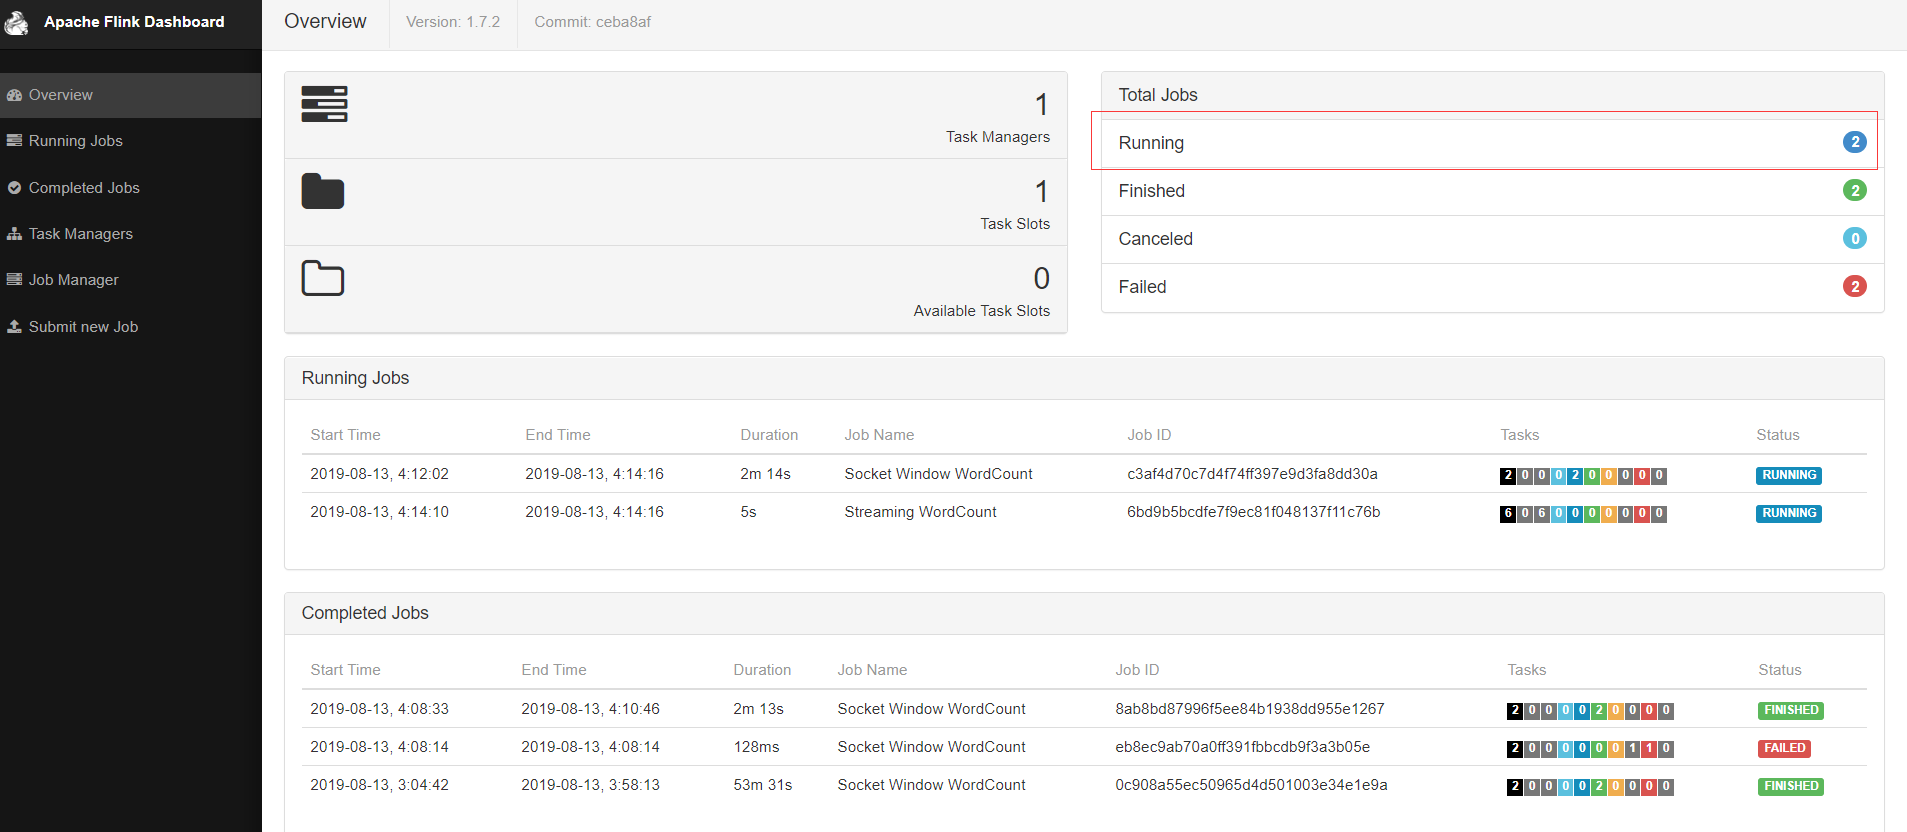 Apache Flink Dashboard
Overview
Running Jobs
Completed Jobs
Task Managers
Job Manager
Submit new Job
Overview Version: 1.7.2 Commit: ceba8af
1
Task Managers
1
Task Slots
0
Available Task Slots
Total Jobs
Running 2
Finished 2
Canceled 0
Failed 2
Running Jobs
Start Time End Time Duration Job Name Job ID Tasks Status
2019-08-13, 4:12:02 2019-08-13, 4:14:16 2m 14s Socket Window WordCount c3af4d70c7d4f74ff397e9d3fa8dd30a 2 0 0 0 2 0 0 0 0 0 RUNNING
2019-08-13, 4:14:10 2019-08-13, 4:14:16 5s Streaming WordCount 6bd9b5bcdfe7f9ec81f048137f11c76b 6 0 6 0 0 0 0 0 0 0 RUNNING
Completed Jobs
Start Time End Time Duration Job Name Job ID Tasks Status
2019-08-13, 4:08:33 2019-08-13, 4:10:46 2m 13s Socket Window WordCount 8ab8bd87996f5ee84b1938dd955e1267 2 0 0 0 0 2 0 0 0 0 FINISHED
2019-08-13, 4:08:14 2019-08-13, 4:08:14 128ms Socket Window WordCount eb8ec9ab70a0ff391fbbcdb9f3a3b05e 2 0 0 0 0 0 0 1 1 0 FAILED
2019-08-13, 3:04:42 2019-08-13, 3:58:13 53m 31s Socket Window WordCount 0c908a55ec50965d4d501003e34e1e9a 2 0 0 0 0 2 0 0 0 0 FINISHED